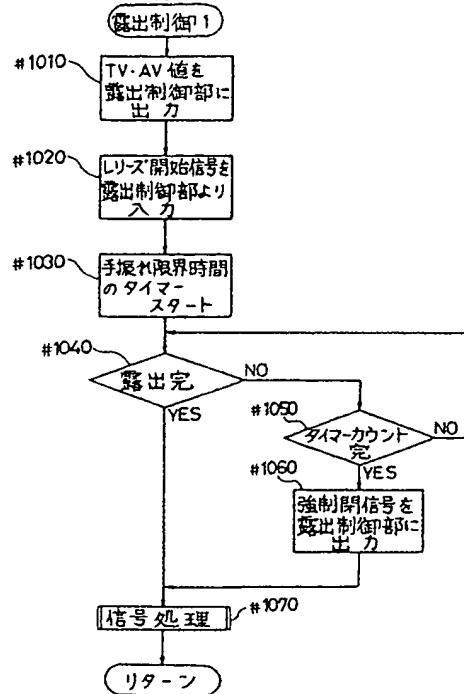 露出制御1
#1010
TV・AV値を
露出制御部に
出力
#1020
レリーズ開始信号を
露出制御部より
入力
#1030
手振れ限界時間
のタイマー
スタート
#1040
露出完
NO
YES
#1050
タイマーカウント
完
NO
YES
#1060
強制閉信号を
露出制御部に
出力
信号処理
#1070
リターン